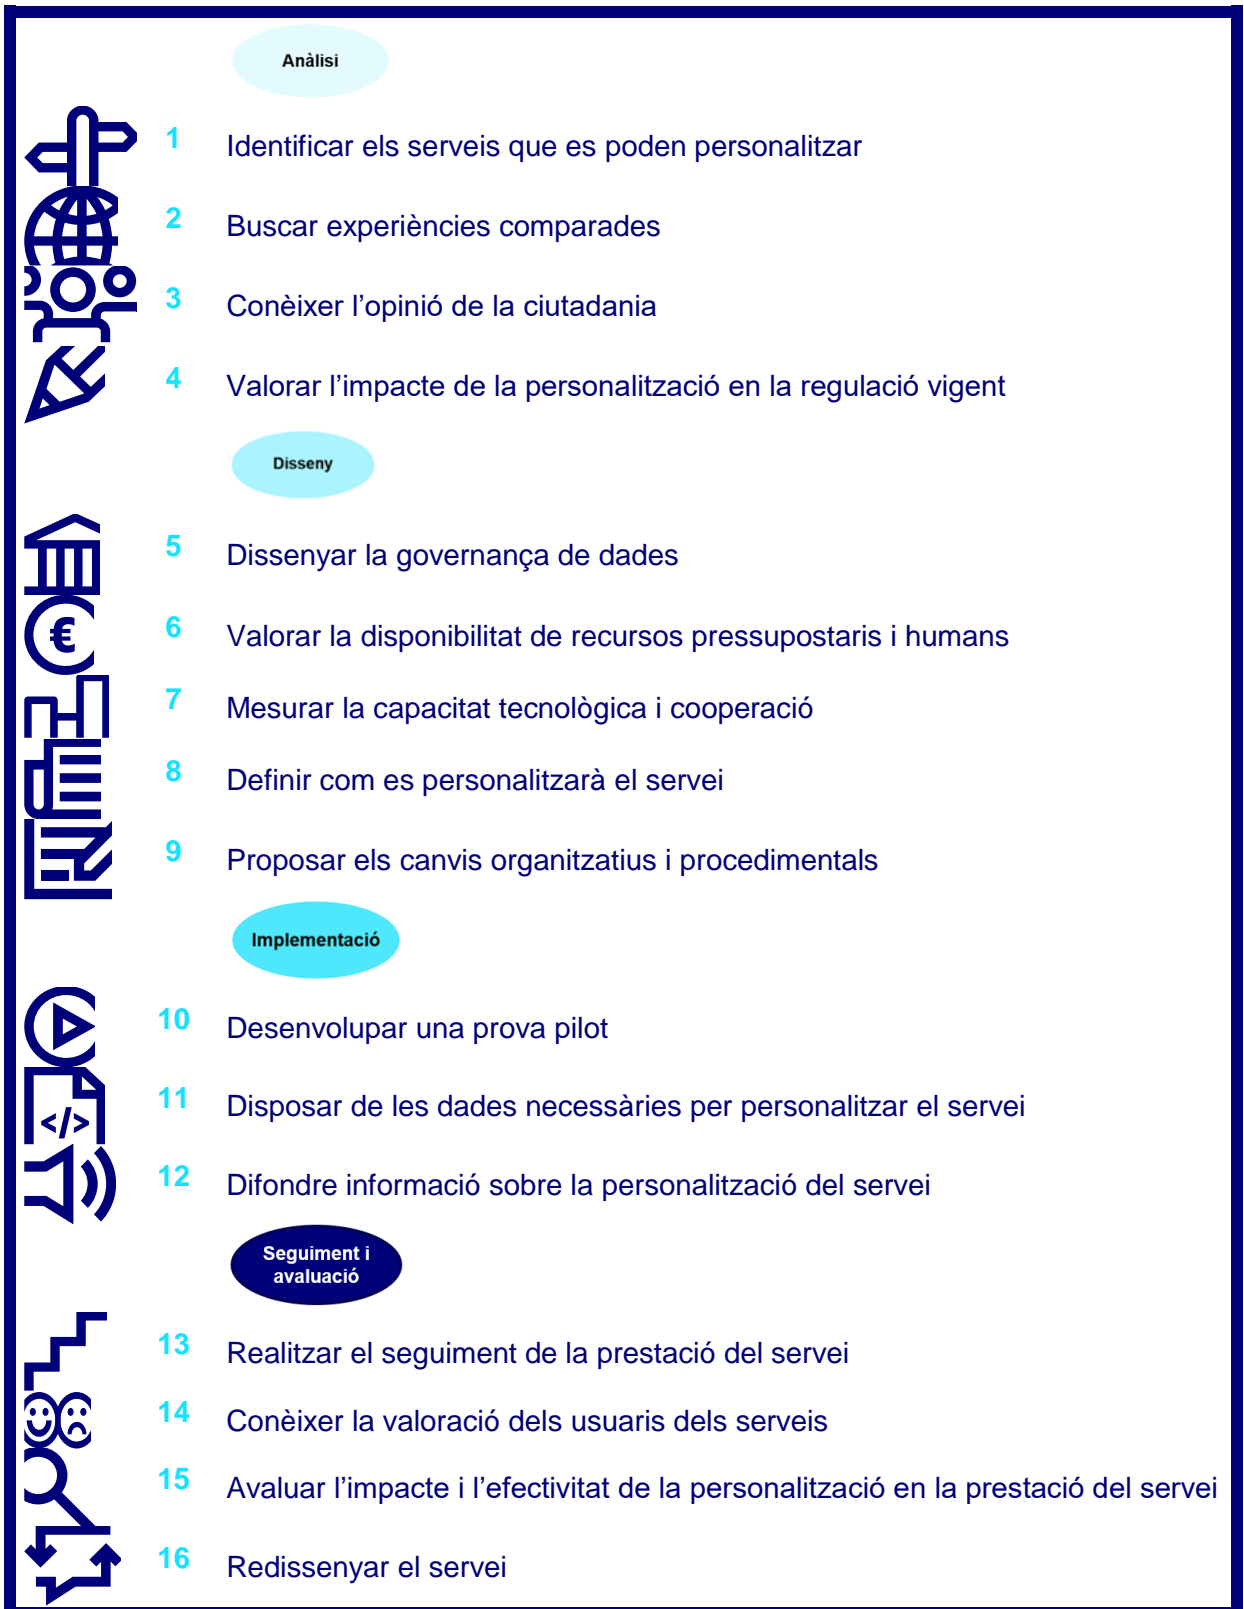 Anàlisi
1 Identificar els serveis que es poden personalitzar
2 Buscar experiències comparades
3 Conèixer l’opinió de la ciutadania
4 Valorar l’impacte de la personalització en la regulació vigent
Disseny
5 Dissenyar la governança de dades
€
6 Valorar la disponibilitat de recursos pressupostaris i humans
7 Mesurar la capacitat tecnològica i cooperació
8 Definir com es personalitzarà el servei
9 Proposar els canvis organitzatius i procedimentals
Implementació
10 Desenvolupar una prova pilot
11 Disposar de les dades necessàries per personalitzar el servei
</>
12 Difondre informació sobre la personalització del servei
Seguiment i
avaluació
13 Realitzar el seguiment de la prestació del servei
14 Conèixer la valoració dels usuaris dels serveis
15 Avaluar l’impacte i l’efectivitat de la personalització en la prestació del servei
16 Redissenyar el servei